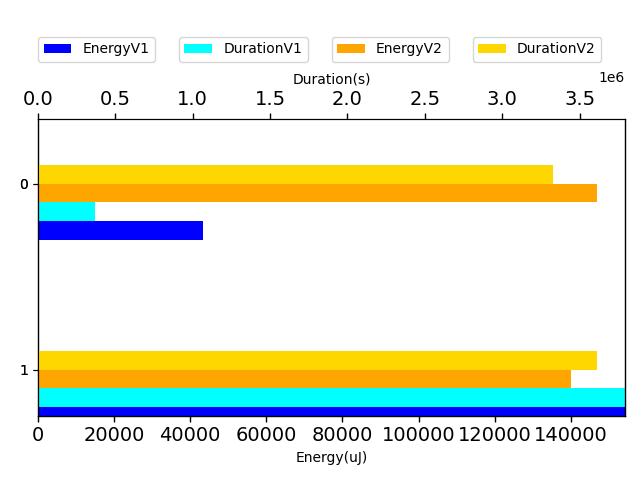 EnergyV1 DurationV1 EnergyV2 DurationV2
Duration(s) 1e6
0.0 0.5 1.0 1.5 2.0 2.5 3.0 3.5
0
1
0 20000 40000 60000 80000 100000 120000 140000
Energy(uJ)